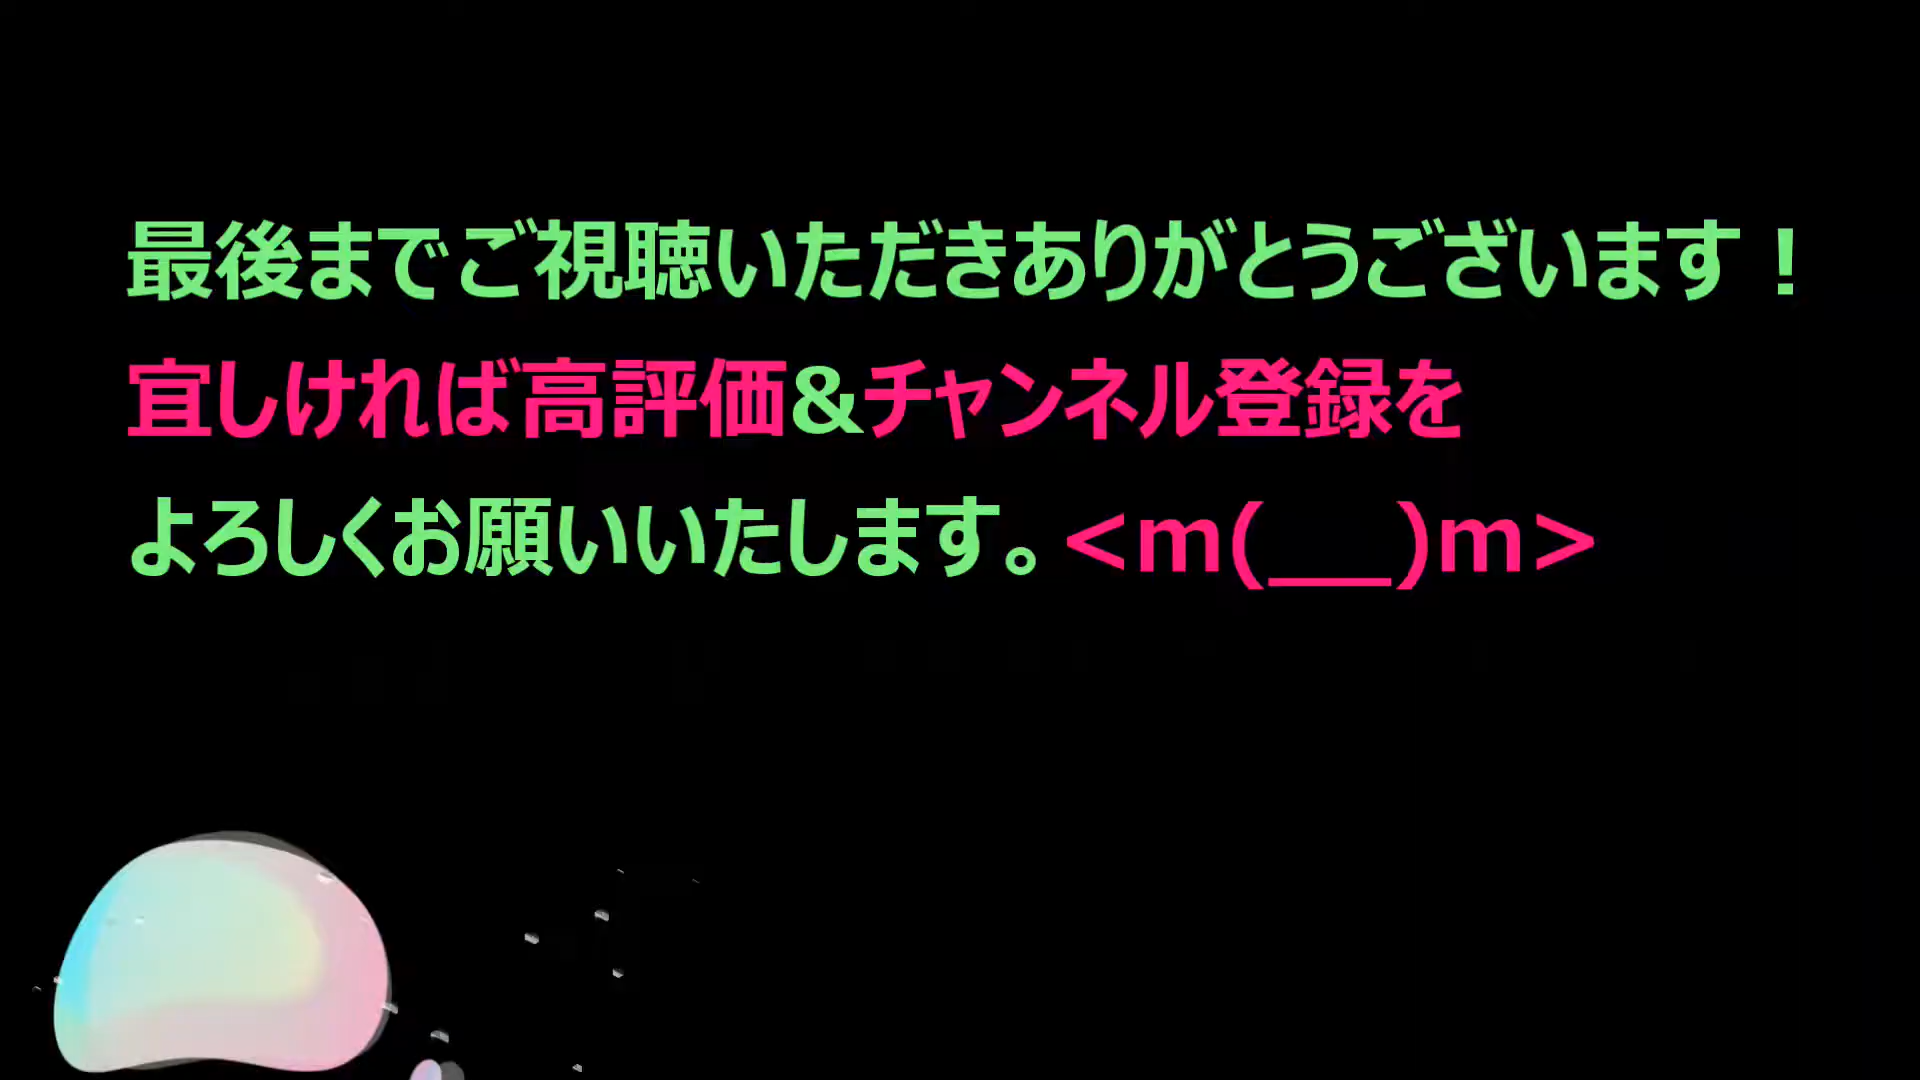 最後までご視聴いただきありがとうございます！
宜しければ高評価&チャンネル登録を
よろしくお願いいたします。<m(__)m>